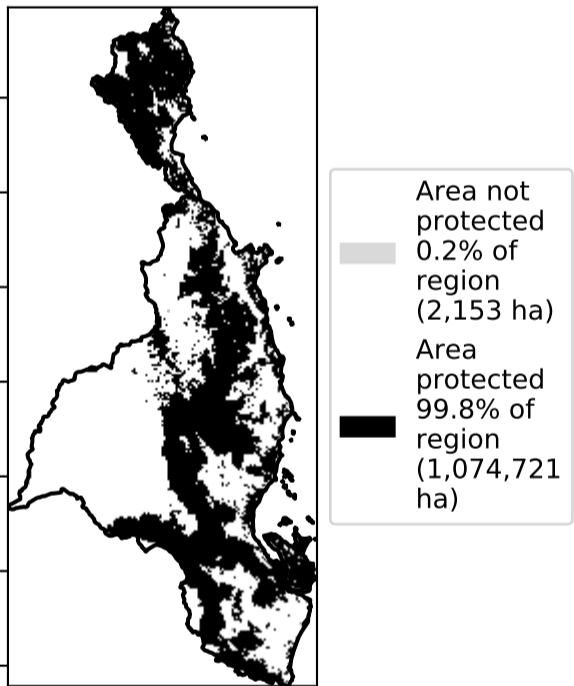 Area not
protected
0.2% of
region
(2,153 ha)
Area
protected
99.8% of
region
(1,074,721
ha)